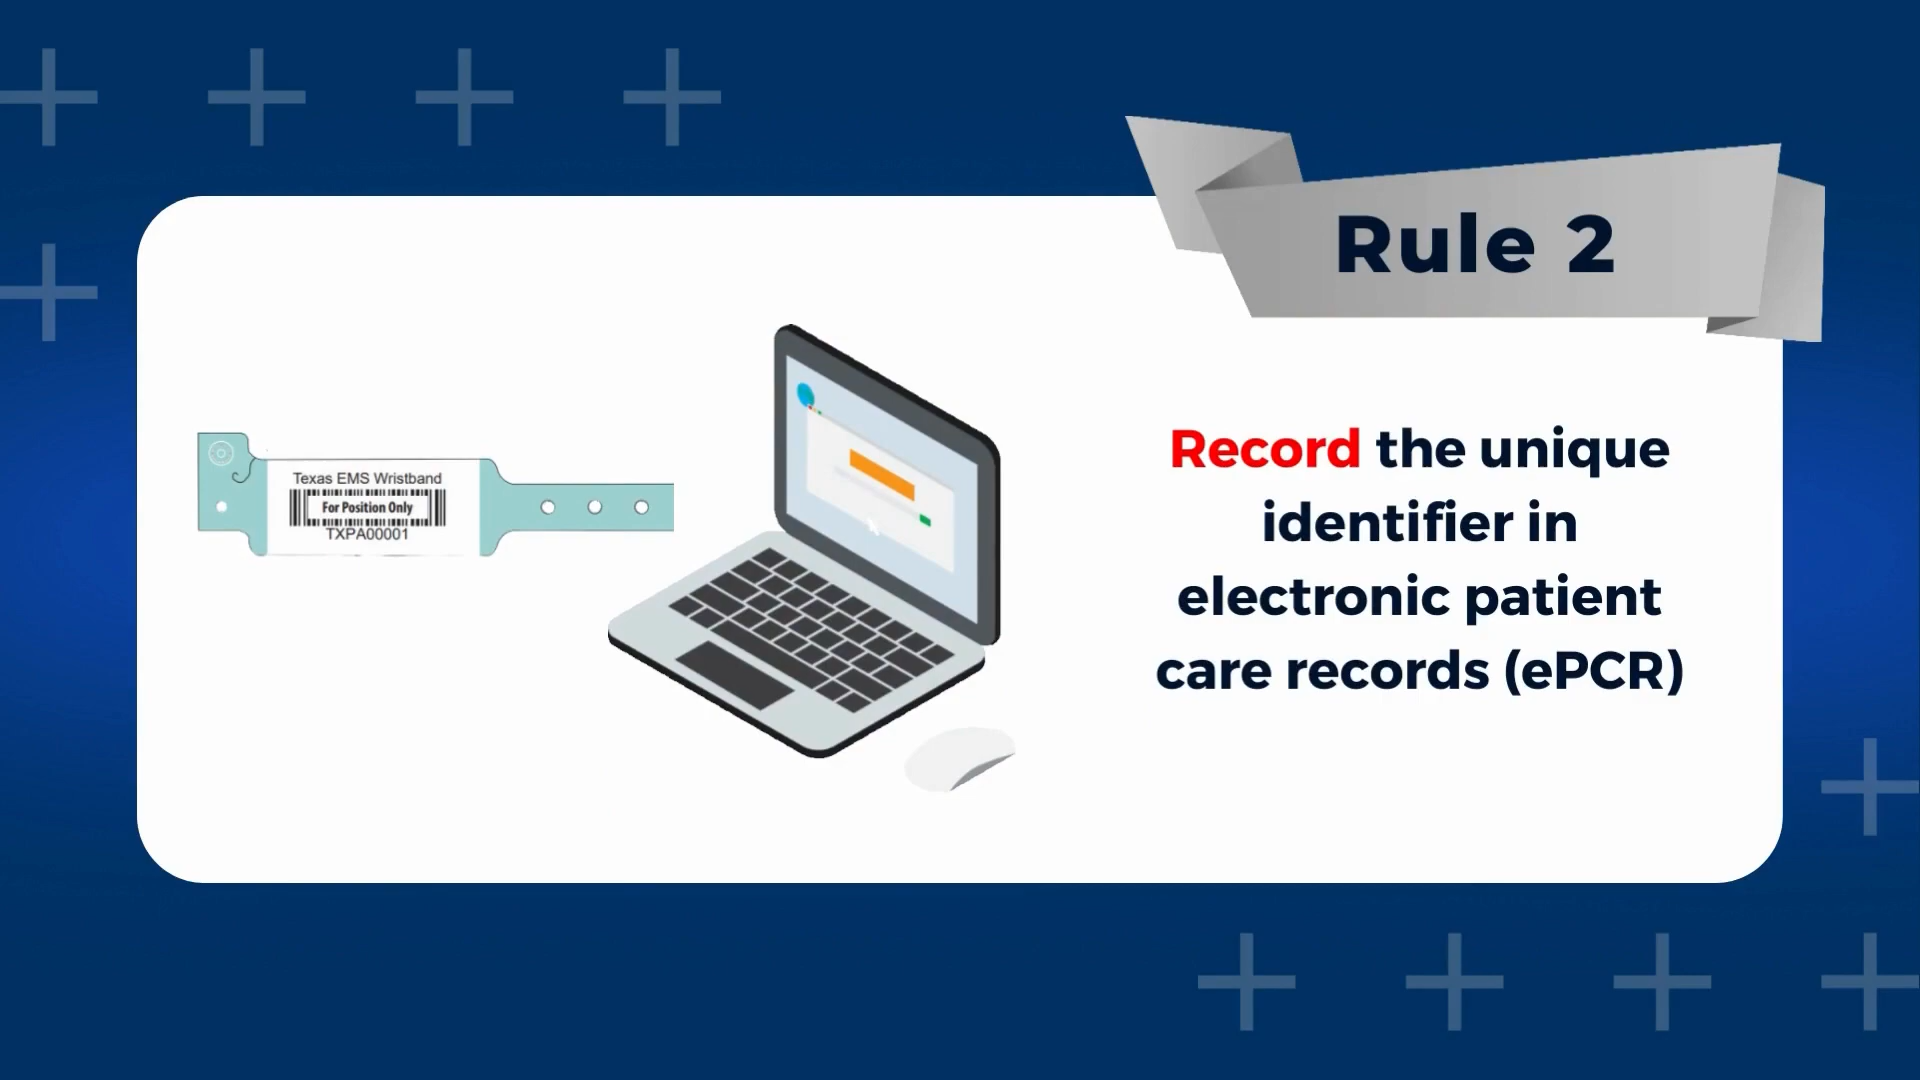 Rule 2
Texas EMS Wristband
For Position Only
TXPA00001
Record the unique
identifier in
electronic patient
care records (ePCR)